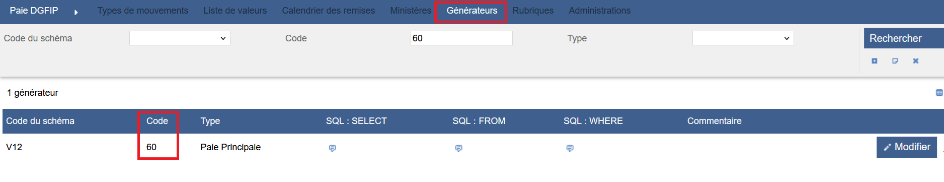 Paie DGFIP Types de mouvements Liste de valeurs Calendrier des remises Ministères Générateurs Rubriques Administrations
Code du schéma Code 60 Type Rechercher
1 générateur
Code du schéma Code Type SQL : SELECT SQL : FROM SQL : WHERE Commentaire
V12 60 Paie Principale Modifier